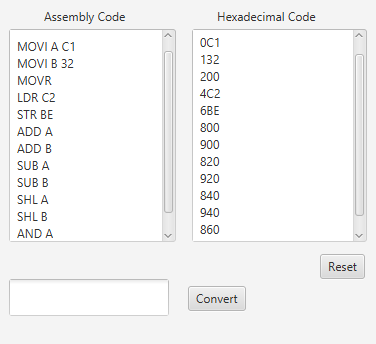 Assembly Code
Hexadecimal Code
MOVI A C1
MOVI B 32
MOVR
LDR C2
STR BE
ADD A
ADD B
SUB A
SUB B
SHL A
SHL B
AND A
0C1
132
200
4C2
6BE
800
900
820
920
840
940
860
Reset
Convert